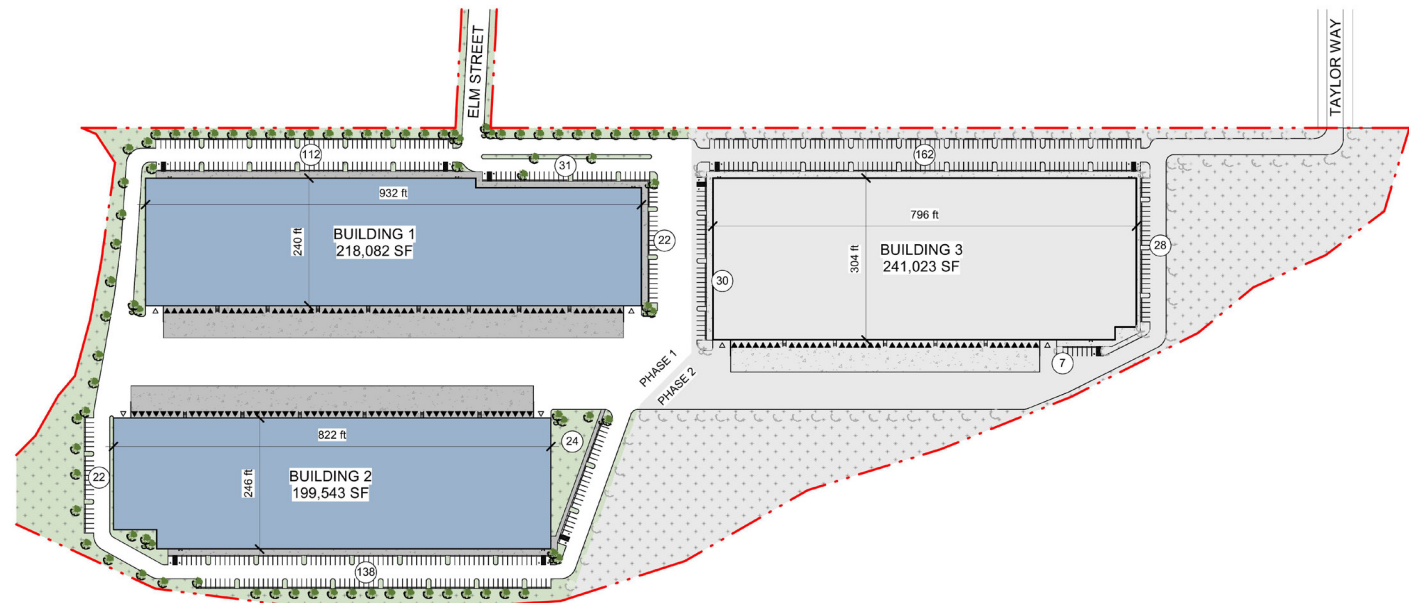 ELM STREET
TAYLOR WAY
112
31
162
932 ft
240 ft
BUILDING 1
218,082 SF
22
796 ft
304 ft
BUILDING 3
241,023 SF
28
30
7
PHASE 1
PHASE 2
822 ft
246 ft
BUILDING 2
199,543 SF
24
22
138